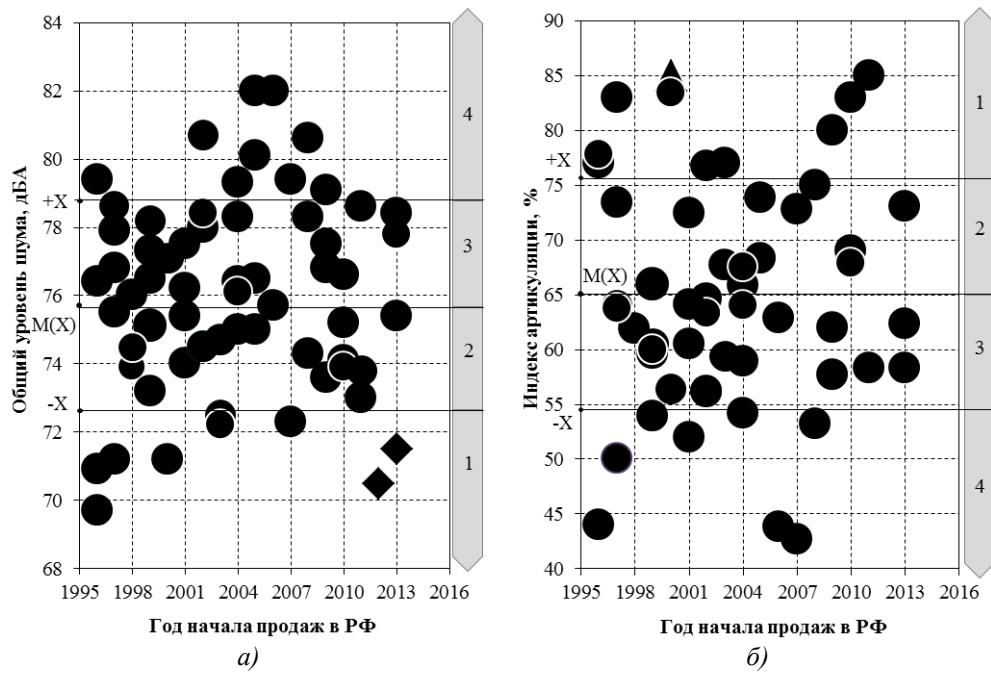 Общий уровень шума, дБА
84
82
80
+X
78
76
M(X)
74
-X
72
70
68
4
3
2
1
1995 1998 2001 2004 2007 2010 2013 2016
Год начала продаж в РФ
а)
Индекс артикуляции, %
90
85
80
+X
75
70
M(X)
65
60
55
-X
50
45
40
1
2
3
4
1995 1998 2001 2004 2007 2010 2013 2016
Год начала продаж в РФ
б)